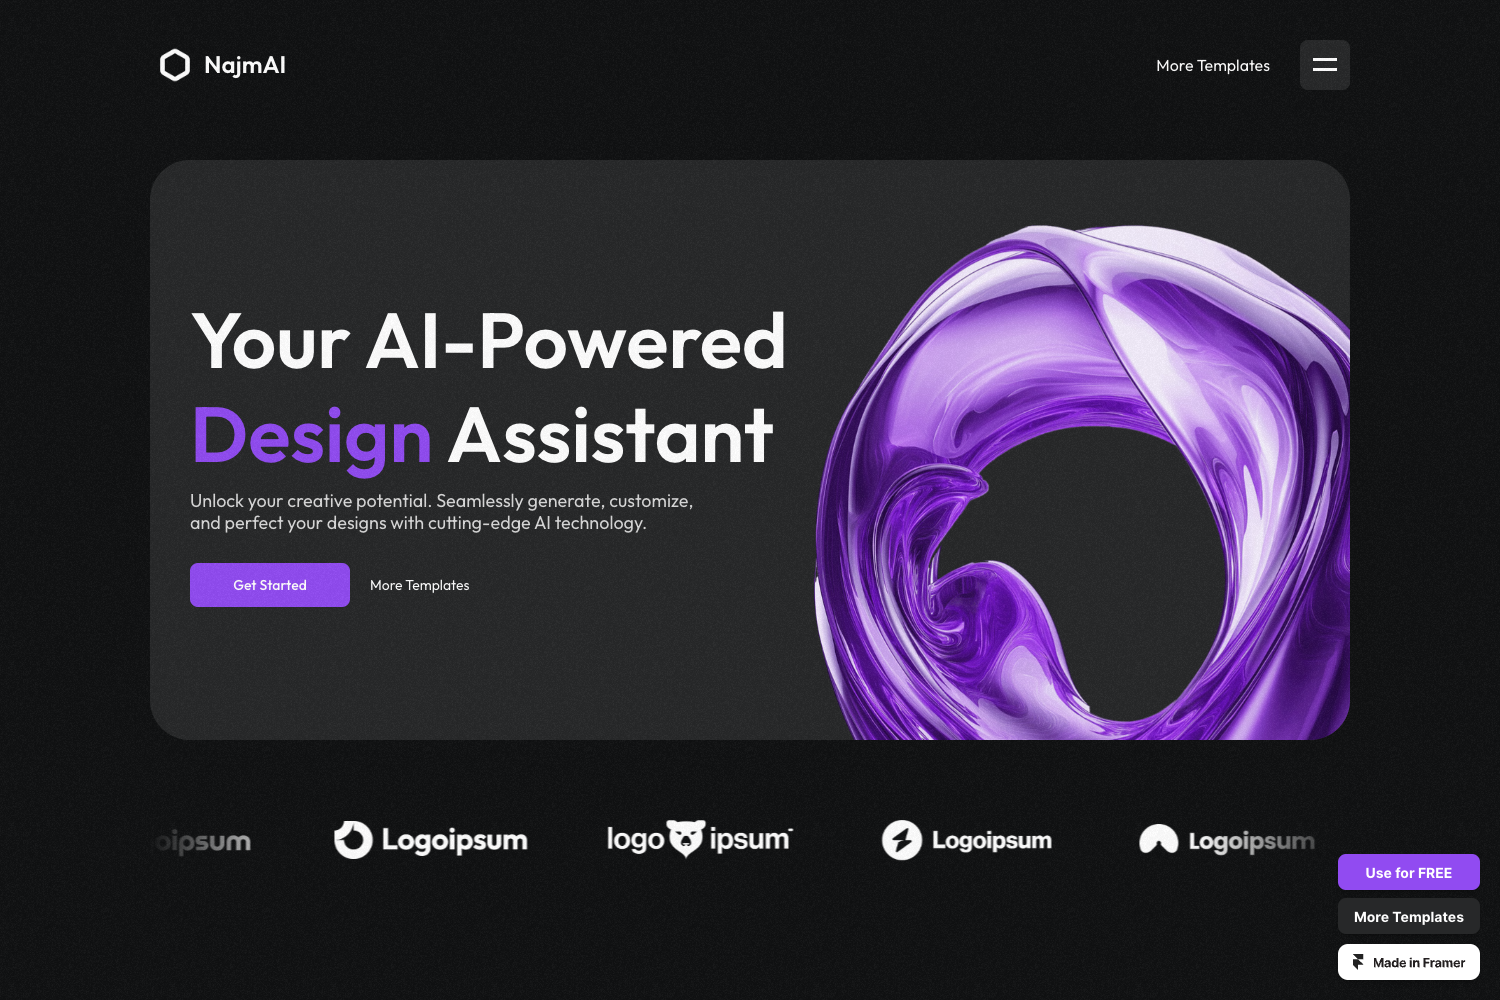 NajmAI
More Templates
Your AI-Powered
Design Assistant
Unlock your creative potential. Seamlessly generate, customize,
and perfect your designs with cutting-edge AI technology.
Get Started
More Templates
oipsum
Logoipsum
logo ipsum
Logoipsum
Logoipsum
Use for FREE
More Templates
Made in Framer